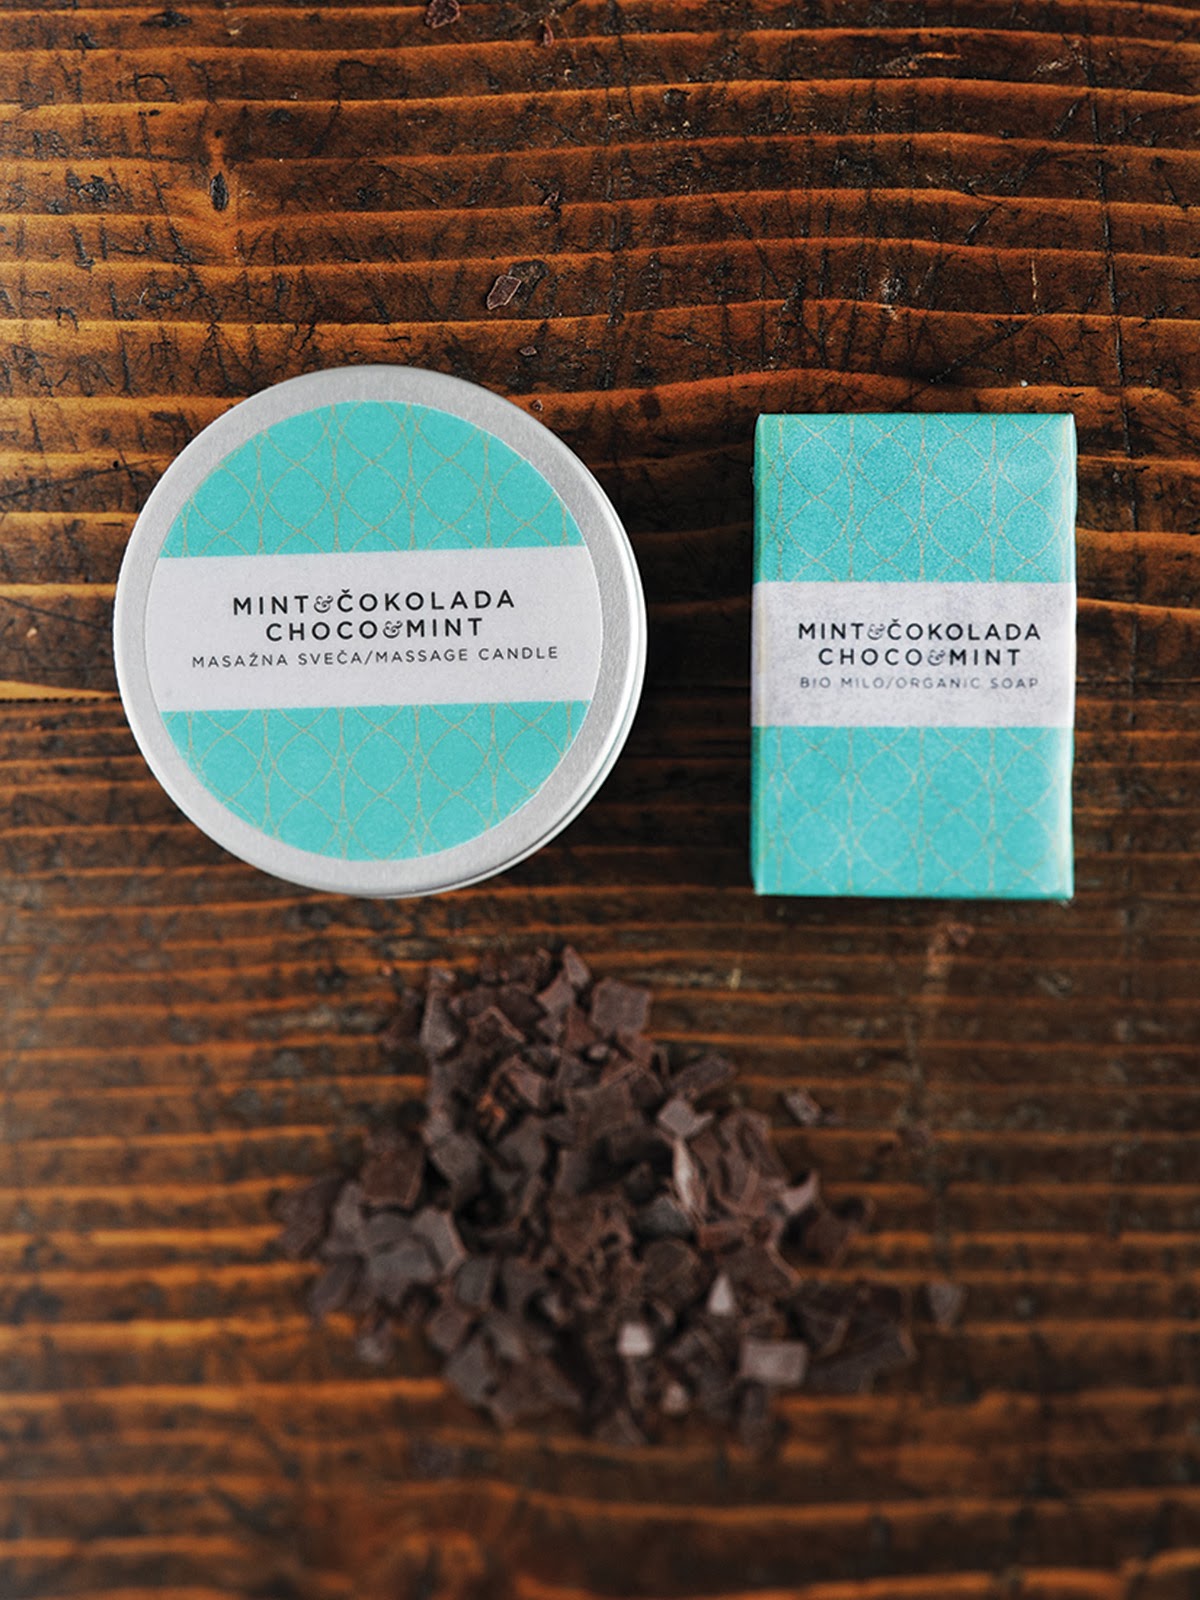 MINT&ČOKOLADA
CHOCO&MINT
MASAŽNA SVEČA/MASSAGE CANDLE
MINT&ČOKOLADA
CHOCO&MINT
BIO MILO/ORGANIC SOAP